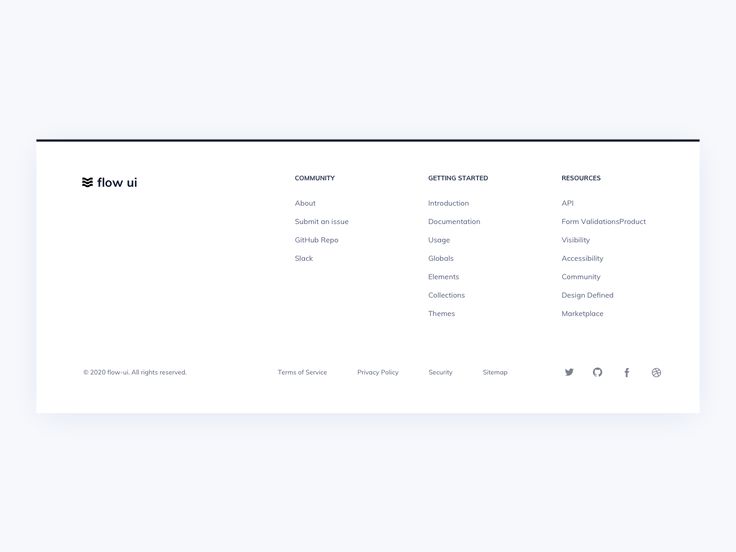 flow ui
COMMUNITY
About
Submit an issue
GitHub Repo
Slack
GETTING STARTED
Introduction
Documentation
Usage
Globals
Elements
Collections
Themes
RESOURCES
API
Form ValidationsProduct
Visibility
Accessibility
Community
Design Defined
Marketplace
© 2020 flow-ui. All rights reserved.
Terms of Service
Privacy Policy
Security
Sitemap